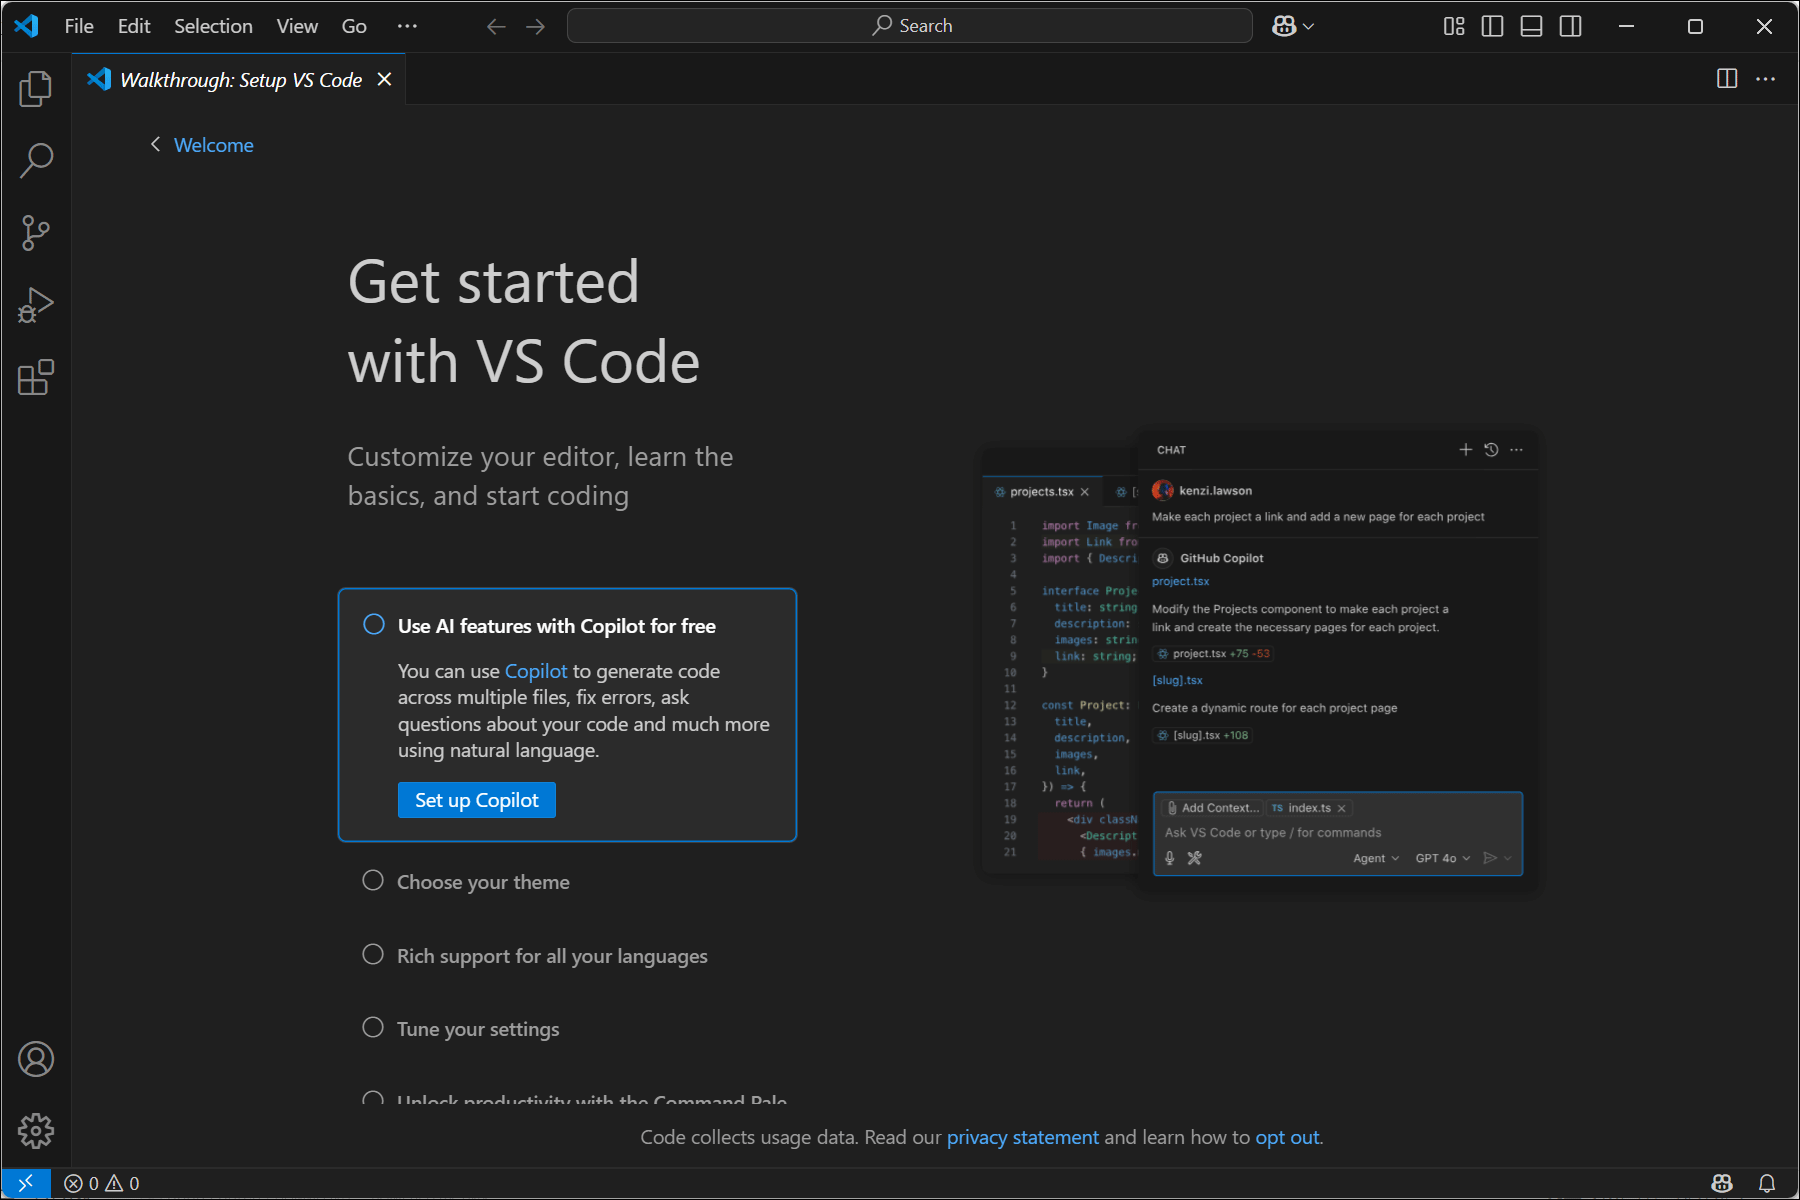 File Edit Selection View Go ···
Search
Walkthrough: Setup VS Code
Welcome
Get started
with VS Code
Customize your editor, learn the
basics, and start coding
Use AI features with Copilot for free
You can use Copilot to generate code
across multiple files, fix errors, ask
questions about your code and much more
using natural language.
Set up Copilot
Choose your theme
Rich support for all your languages
Tune your settings
Unlock productivity with the Command Pale
projects.tsx
[s
1 import Image fr
2 import Link fro
3 import { Descri
4
5 interface Proje
6 title: string
7 description:
8 images: strin
9 link: string;
10 }
11
12 const Project:
13 title,
14 description,
15 images,
16 link,
17 }) => {
18 return (
19 <div classN
20 <Descript
21 { images.
CHAT
kenzi.lawson
Make each project a link and add a new page for each project
GitHub Copilot
project.tsx
Modify the Projects component to make each project a
link and create the necessary pages for each project.
project.tsx +75 -53
[slug].tsx
Create a dynamic route for each project page
[slug].tsx +108
Add Context... TS index.ts
Ask VS Code or type / for commands
Agent GPT 4o
Code collects usage data. Read our privacy statement and learn how to opt out.
0 0